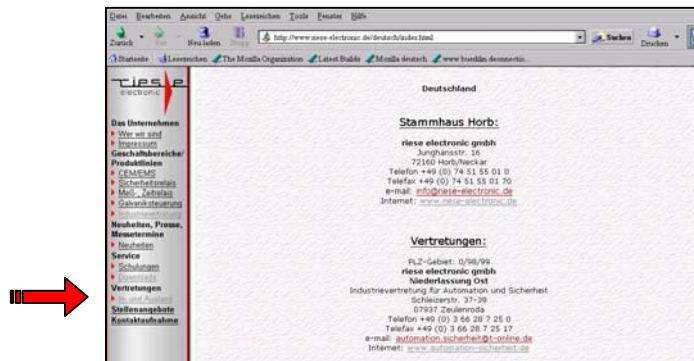 Datei Bearbeiten Ansicht Gehe Lesezeichen Tools Fenster Hilfe
Zurück Vor Neu laden Stopp http://www.riese-electronic.de/deutsch/index.html Suchen Drucken
Startseite Lesezeichen The Mozilla Organization Latest Builds Mozilla deutsch
riese
electronic
Das Unternehmen
Wer wir sind
Impressum
Geschäftsbereiche/
Produktlinien
CEM/EMS
Sicherheitsrelais
Meß-, Zeitrelais
Galvaniksteuerung
Industrievertretung
Neuheiten, Presse,
Messetermine
Neuheiten
Service
Schulungen
Downloads
Vertretungen
In- und Ausland
Stellenangebote
Kontaktaufnahme
Deutschland
Stammhaus Horb:
riese electronic gmbh
Junghansstr. 16
72160 Horb/Neckar
Telefon +49 (0) 74 51 55 01 0
Telefax +49 (0) 74 51 55 01 70
e-mail: info@riese-electronic.de
Internet: www.riese-electronic.de
Vertretungen:
PLZ-Gebiet: 0/98/99
riese electronic gmbh
Niederlassung Ost
Industrievertretung für Automation und Sicherheit
Schleizerstr. 37-39
07937 Zeulenroda
Telefon +49 (0) 3 66 28 7 25 0
Telefax +49 (0) 3 66 28 7 25 17
e-mail: automation.sicherheit@t-online.de
Internet: www.automation-sicherheit.de